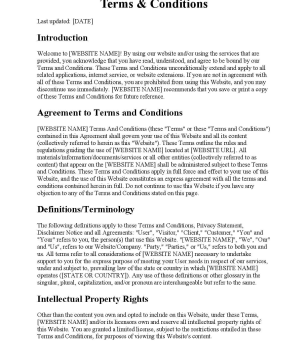 Terms & Conditions
Last updated: [DATE]
Introduction
Welcome to [WEBSITE NAME]! By using our website and/or using the services that are
provided, you acknowledge that you have read, understood, and agree to be bound by our
Terms and Conditions. These Terms and Conditions unconditionally extend and apply to all
related applications, internet service, or website extensions. If you are not in agreement with
all of these Terms and Conditions, you are prohibited from using this Website, and you may
discontinue use immediately. [WEBSITE NAME] recommends that you save or print a copy
of these Terms and Conditions for future reference.
Agreement to Terms and Conditions
[WEBSITE NAME] Terms And Conditions (these "Terms" or these "Terms and Conditions")
contained in this Agreement shall govern your use of this Website and all its content
(collectively referred to herein as this "Website"). These Terms outline the rules and
regulations guiding the use of [WEBSITE NAME] located at [WEBSITE URL]. All
materials/information/documents/services or all other entities (collectively referred to as
content) that appear on the [WEBSITE NAME] shall be administered subject to these Terms
and Conditions. These Terms and Conditions apply in full force and effect to your use of this
Website, and the use of this Website constitutes an express agreement with all the terms and
conditions contained herein in full. Do not continue to use this Website if you have any
objection to any of the Terms and Conditions stated on this page.
Definitions/Terminology
The following definitions apply to these Terms and Conditions, Privacy Statement,
Disclaimer Notice and all Agreements: "User", "Visitor," "Client," "Customer," "You" and
"Your" refers to you, the person(s) that use this Website. "[WEBSITE NAME]", "We", "Our"
and "Us", refers to our Website/Company. "Party," "Parties," or "Us," refers to both you and
us. All terms refer to all considerations of [WEBSITE NAME] necessary to undertake
support to you for the express purpose of meeting your User needs in respect of our services,
under and subject to, prevailing law of the state or country in which [WEBSITE NAME]
operates ([STATE OR COUNTRY]). Any use of these definitions or other glossary in the
singular, plural, capitalization, and/or pronoun are interchangeable but refer to the same.
Intellectual Property Rights
Other than the content you own and opted to include on this Website, under these Terms,
[WEBSITE NAME] and/or its licensors own and reserve all intellectual property rights of
this Website. You are granted a limited license, subject to the restrictions entailed in these
Terms and Conditions, for purposes of viewing this Website's content.